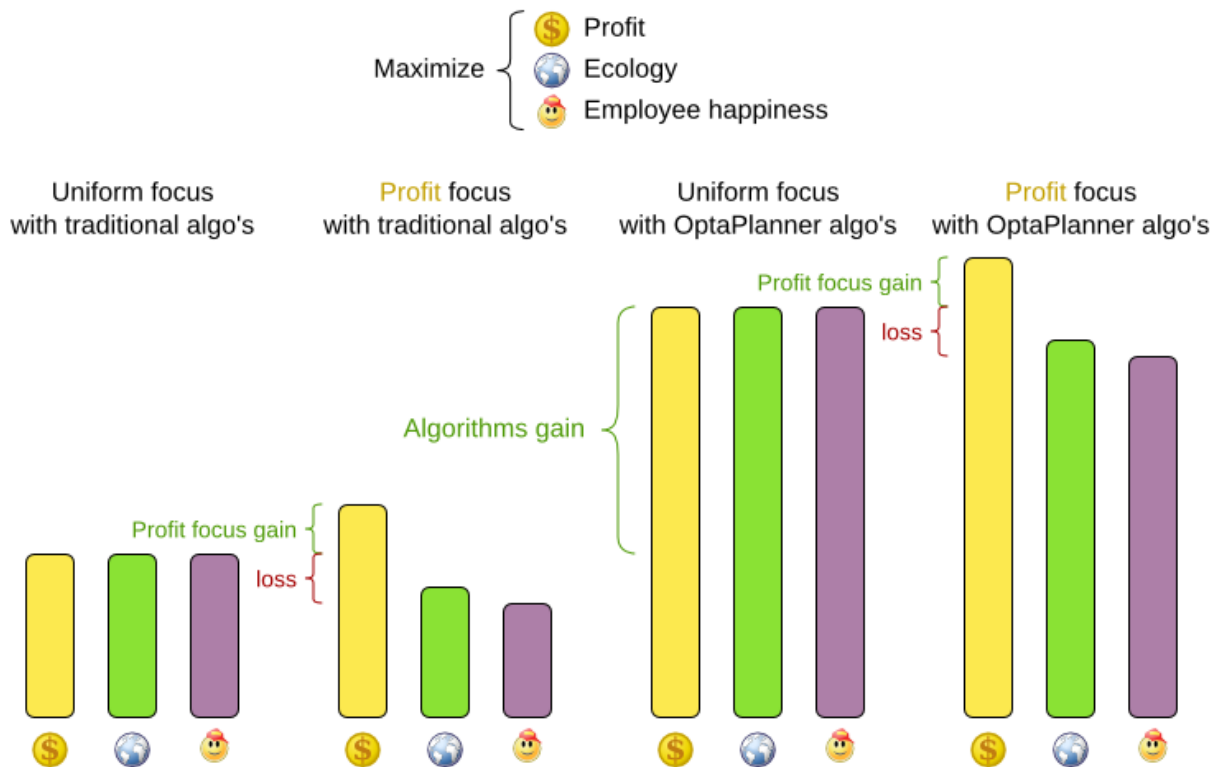 Maximize
Profit
Ecology
Employee happiness
Uniform focus
with traditional algo's
Profit focus
with traditional algo's
Uniform focus
with OptaPlanner algo's
Profit focus
with OptaPlanner algo's
Profit focus gain
loss
Algorithms gain
Profit focus gain
loss